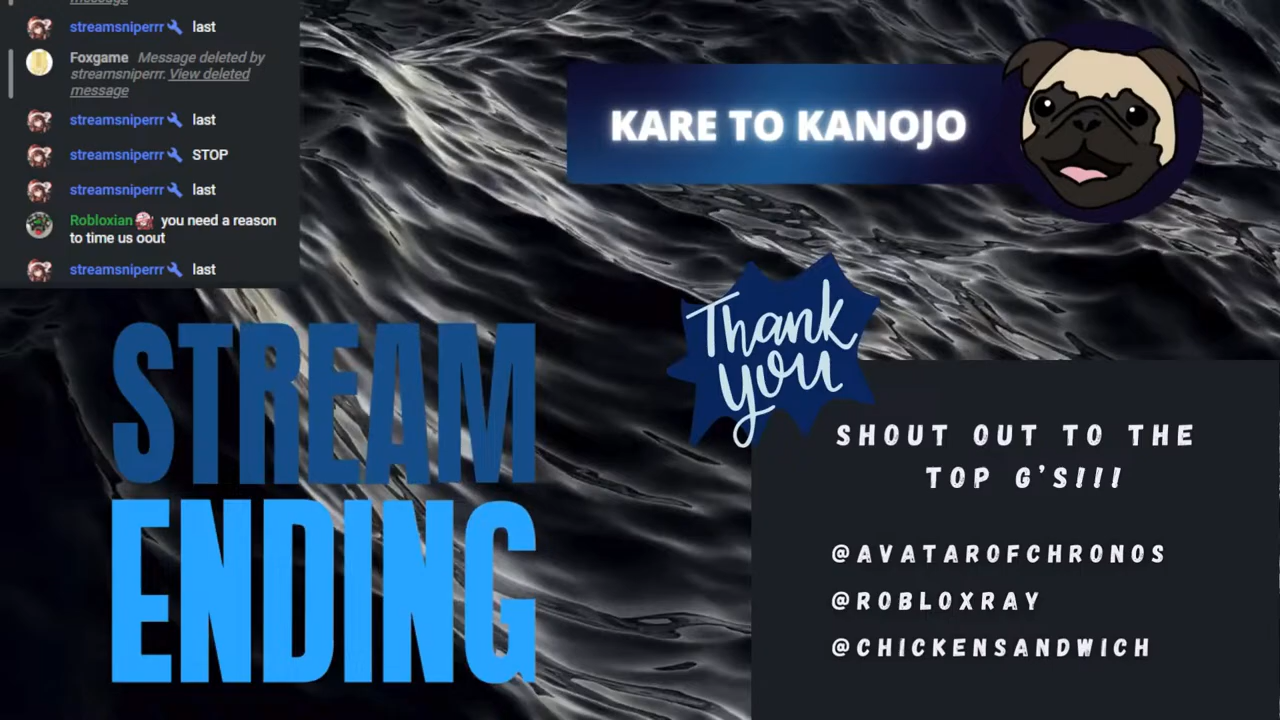 message
streamsniperrr last
Foxgame Message deleted by
streamsniperrr. View deleted
message
streamsniperrr last
streamsniperrr STOP
streamsniperrr last
Robloxian you need a reason
to time us oout
streamsniperrr last
KARE TO KANOJO
Thank
you
STREAM
ENDING
SHOUT OUT TO THE
TOP G'S!!!
@AVATAROFCHRONOS
@ROBLOXRAY
@CHICKENSANDWICH